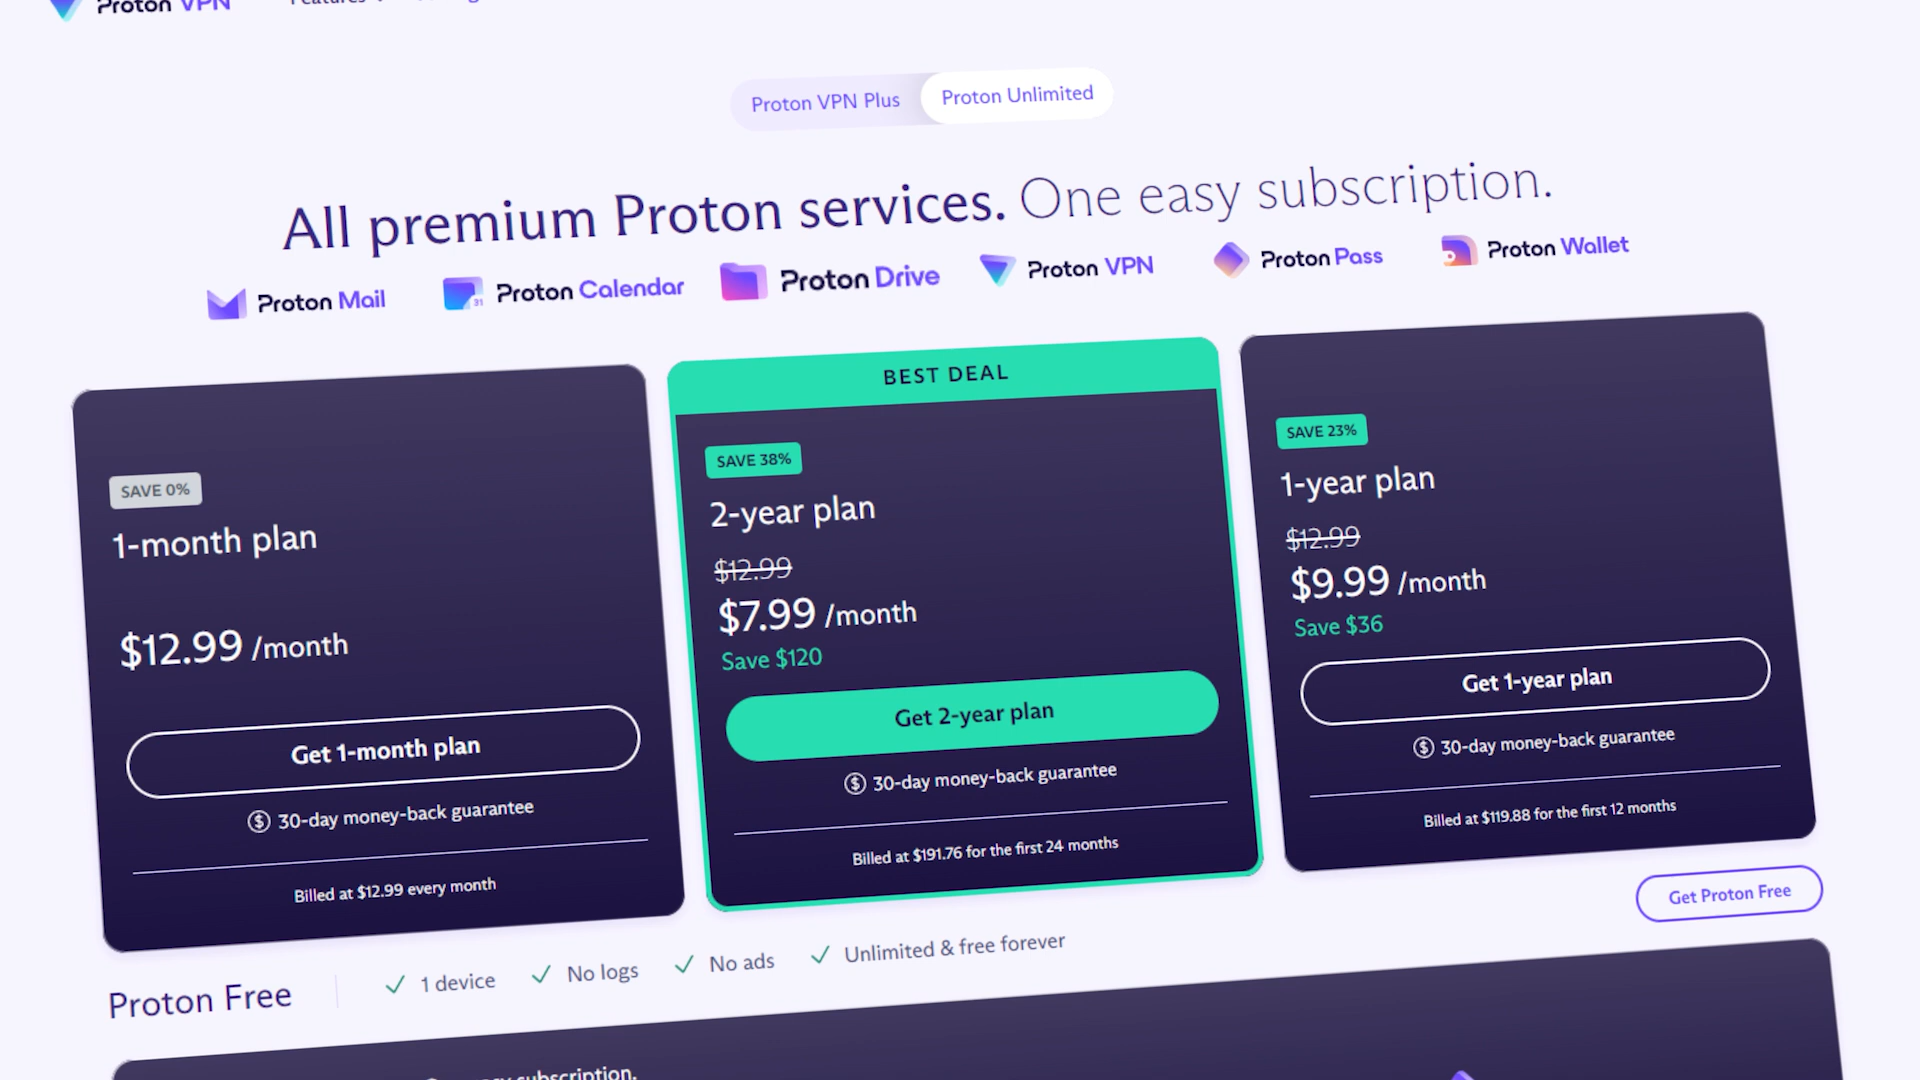 Proton VPN
Features
Proton VPN Plus
Proton Unlimited
All premium Proton services. One easy subscription.
Proton Mail
Proton Calendar
Proton Drive
Proton VPN
Proton Pass
Proton Wallet
SAVE 0%
1-month plan
$12.99 /month
Get 1-month plan
30-day money-back guarantee
Billed at $12.99 every month
BEST DEAL
SAVE 38%
2-year plan
$12.99
$7.99 /month
Save $120
Get 2-year plan
30-day money-back guarantee
Billed at $191.76 for the first 24 months
SAVE 23%
1-year plan
$12.99
$9.99 /month
Save $36
Get 1-year plan
30-day money-back guarantee
Billed at $119.88 for the first 12 months
Get Proton Free
Proton Free
1 device
No logs
No ads
Unlimited & free forever
subscription.